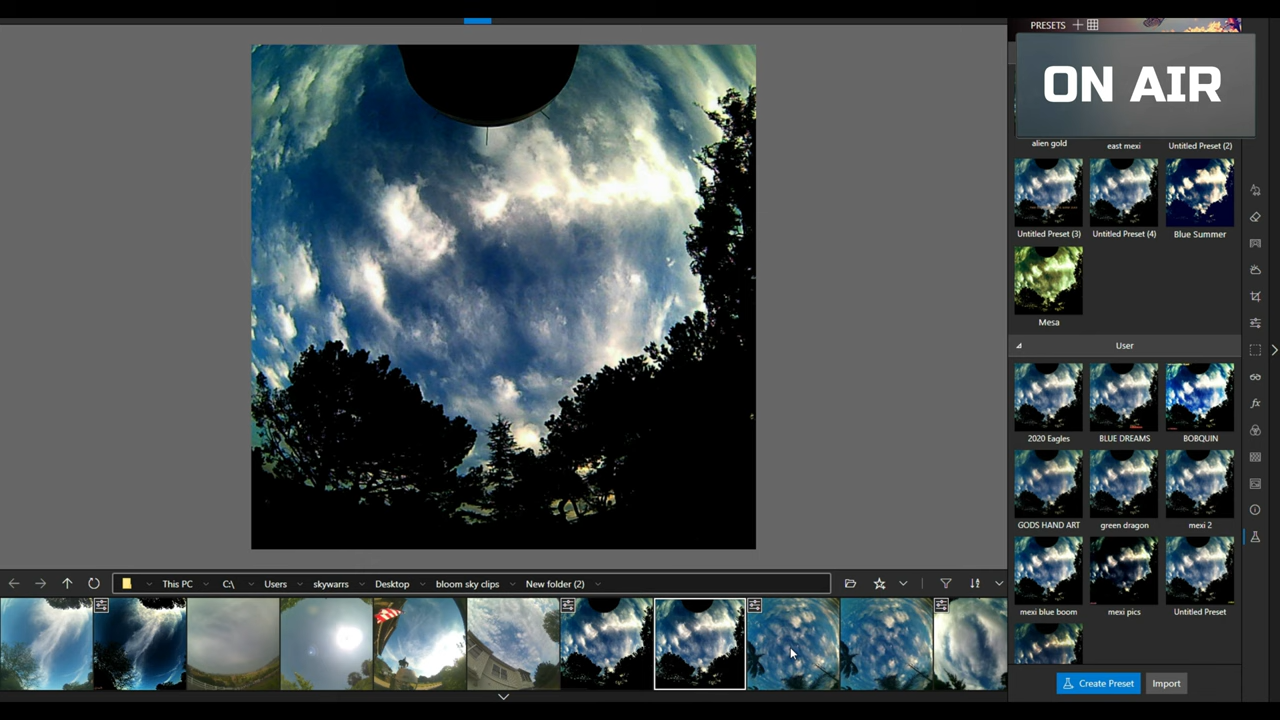 PRESETS
ON AIR
alien gold
east mexi
Untitled Preset (2)
Untitled Preset (3)
Untitled Preset (4)
Blue Summer
Mesa
User
2020 Eagles
BLUE DREAMS
BOBQUIN
GODS HAND ART
green dragon
mexi 2
mexi blue boom
mexi pics
Untitled Preset
This PC
C:\
Users
skywarrs
Desktop
bloom sky clips
New folder (2)
Create Preset
Import